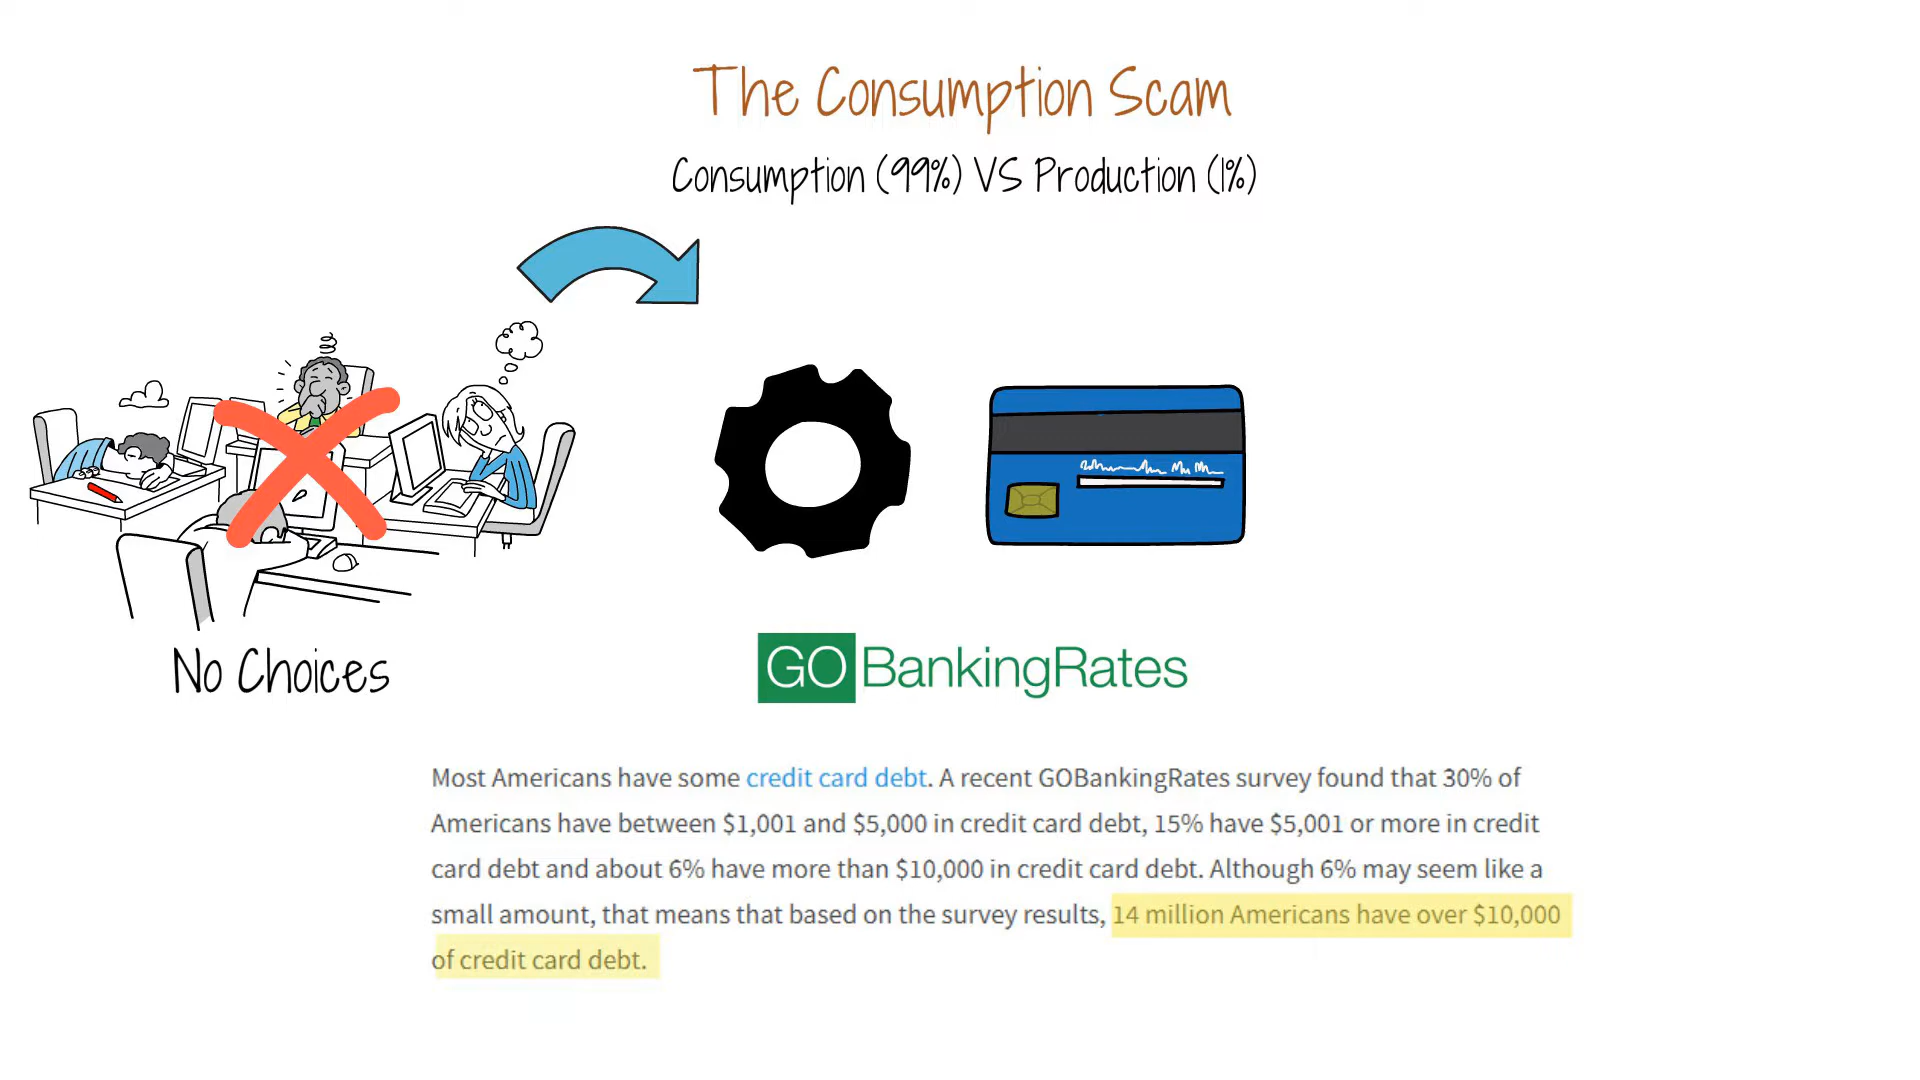 The Consumption Scam
Consumption (99%) VS Production (1%)
No Choices
GOBankingRates
Most Americans have some credit card debt. A recent GOBankingRates survey found that 30% of
Americans have between $1,001 and $5,000 in credit card debt, 15% have $5,001 or more in credit
card debt and about 6% have more than $10,000 in credit card debt. Although 6% may seem like a
small amount, that means that based on the survey results, 14 million Americans have over $10,000
of credit card debt.